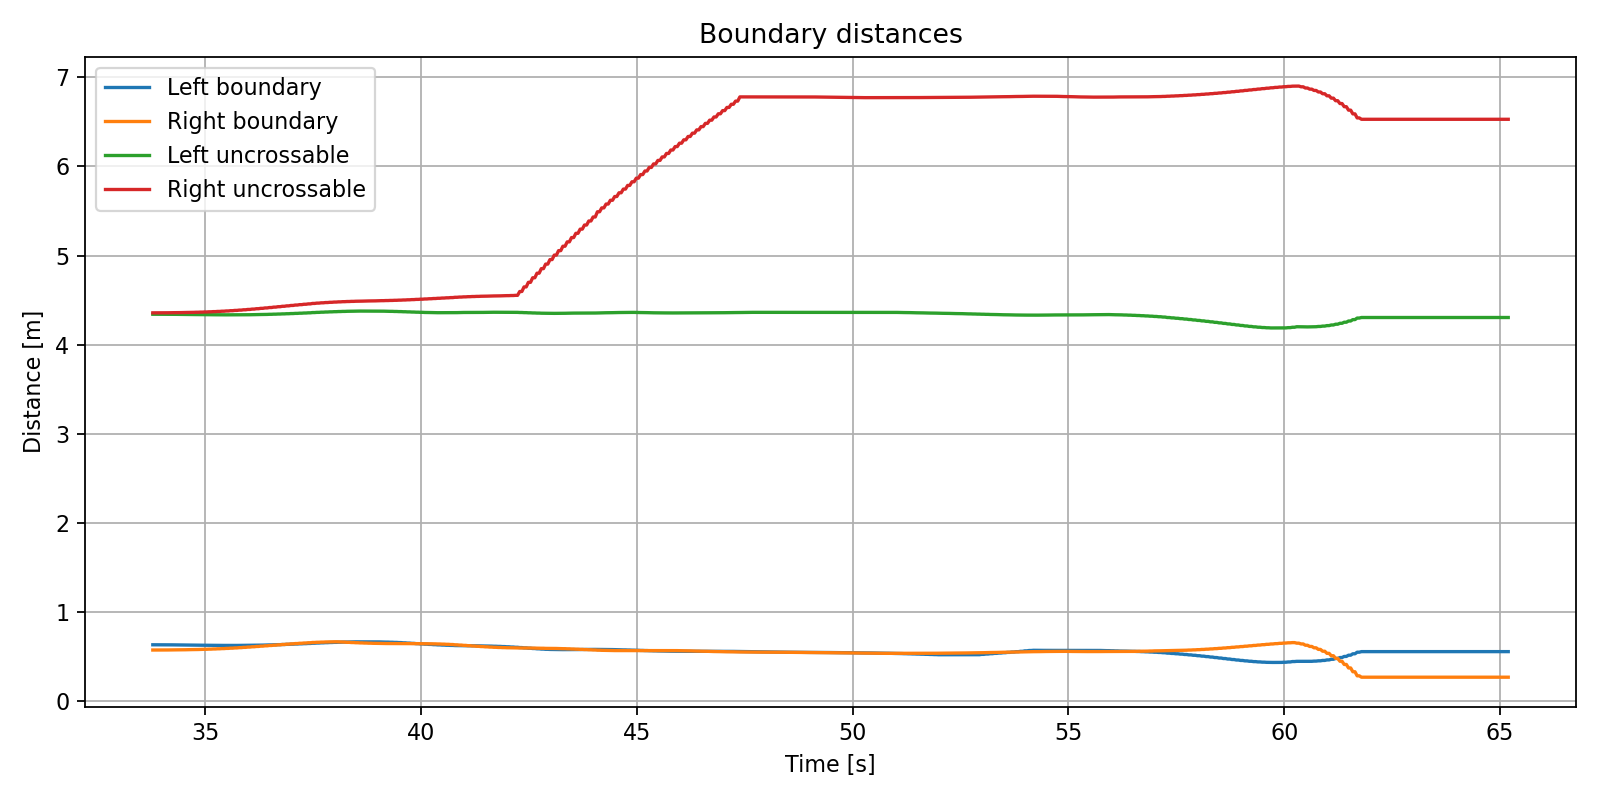 Boundary distances
Left boundary
Right boundary
Left uncrossable
Right uncrossable
7
6
5
4
3
2
1
0
Distance [m]
35 40 45 50 55 60 65
Time [s]